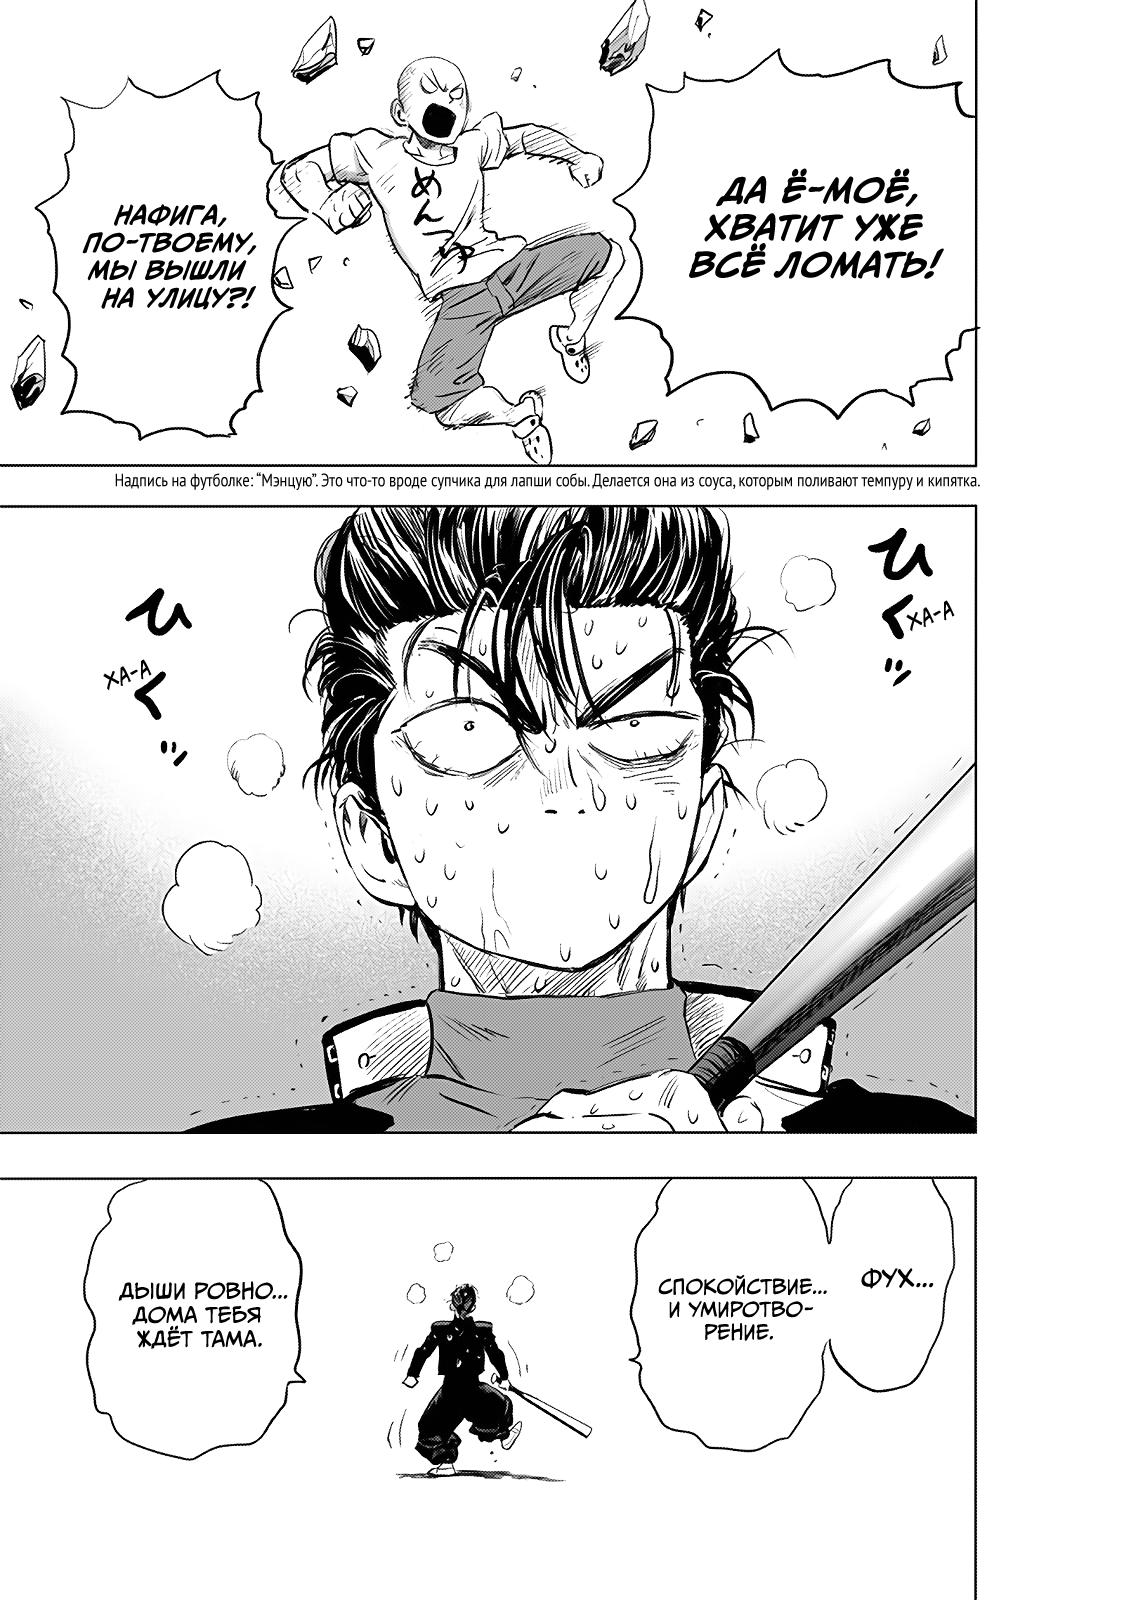 ДА Ё-МОЁ,
ХВАТИТ УЖЕ
ВСЁ ЛОМАТЬ!
めんつゆ
НАФИГА,
ПО-ТВОЕМУ,
МЫ ВЫШЛИ
НА УЛИЦУ?!
Надпись на футболке: “Мэнцую”. Это что-то вроде супчика для лапши собы. Делается она из соуса, которым поливают темпуру и кипятка.
ひくっ
ХА-А
ひくっ
ХА-А
ФУХ...
СПОКОЙСТВИЕ...
И УМИРОТВО-
РЕНИЕ.
ДЫШИ РОВНО...
ДОМА ТЕБЯ
ЖДЁТ ТАМА.